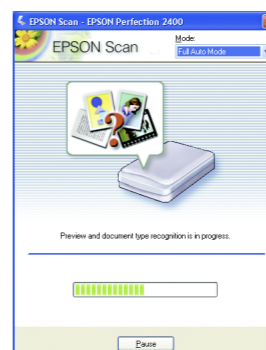 EPSON Scan - EPSON Perfection 2400
EPSON Scan
Mode:
Full Auto Mode
Preview and document type recognition is in progress.
Pause